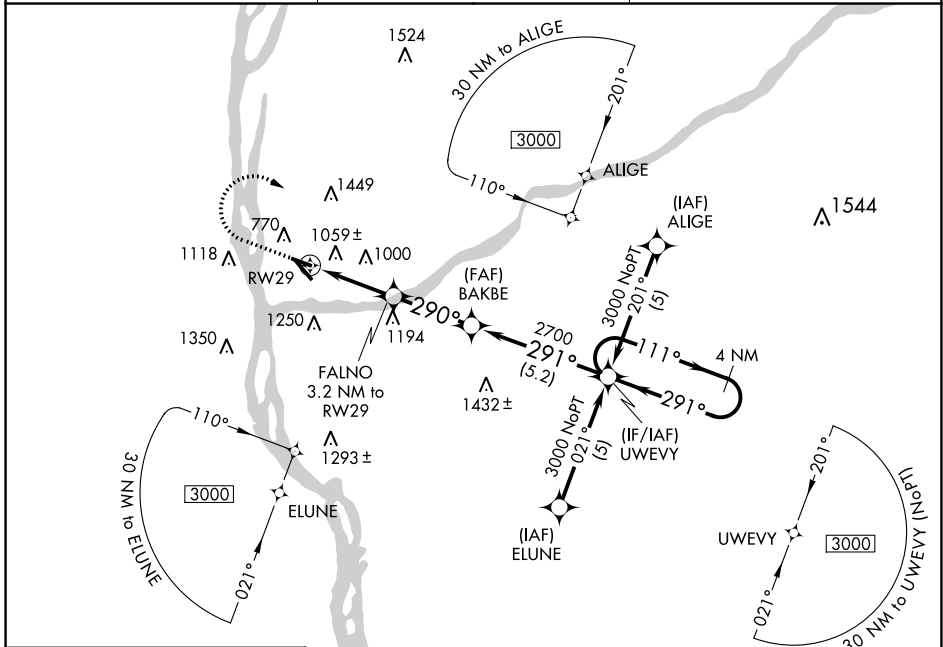 1524
30 NM to ALIGE
201°
3000
110°
ALIGE
1449
770
1059 ±
1000
1118
RW29
(IAF)
ALIGE
1544
(FAF)
BAKBE
3000 NoPT
201°
(5)
290°
1250
1194
1350
2700
291°
(5.2)
111°
4 NM
291°
FALNO
3.2 NM to
RW29
1432 ±
(IF/IAF)
UWEVY
3000 NoPT
021°
(5)
110°
1293 ±
3000
ELUNE
021°
30 NM to ELUNE
(IAF)
ELUNE
201°
UWEVY
3000
021°
30 NM to UWEVY (NoPT)